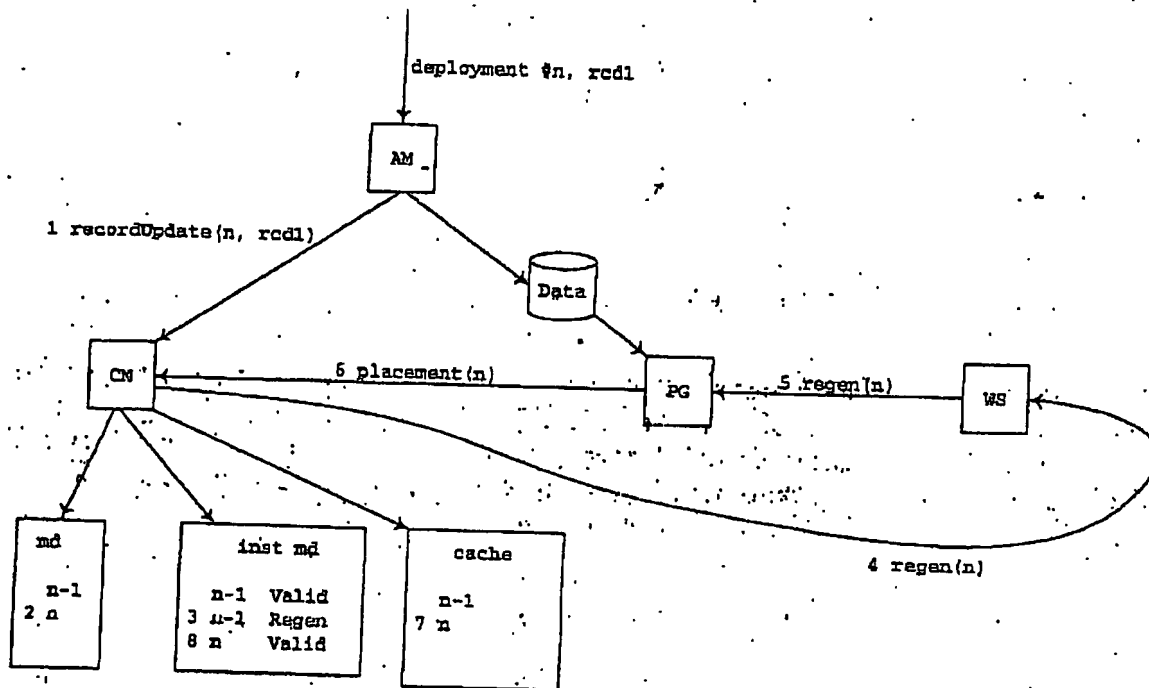 deployment #n, rcd1
AM
1 recordUpdate(n, rcd1)
Data
CM
6 placement(n)
PG
5 regen(n)
WS
4 regen(n)
md
n-1
2 n
inst md
n-1 Valid
3 n-1 Regen
8 n Valid
cache
n-1
7 n